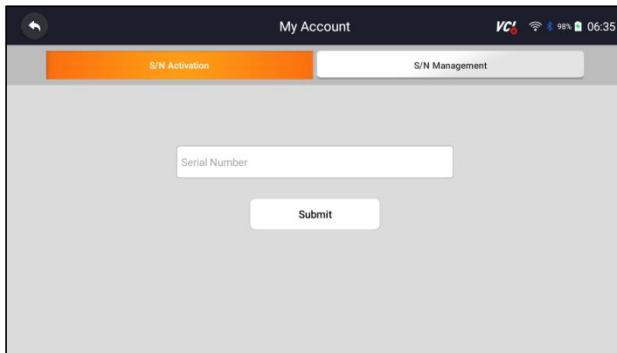 My Account VCI 98% 06:35
S/N Activation S/N Management
Serial Number
Submit